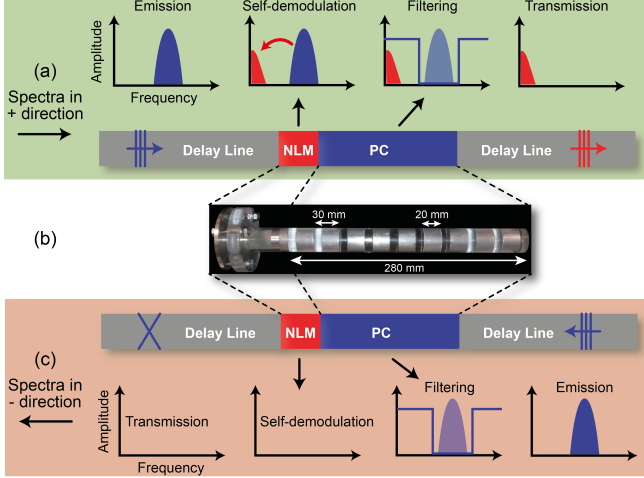 Emission
Self-demodulation
Filtering
Transmission
Amplitude
Frequency
(a)
Spectra in
+ direction
Delay Line
NLM
PC
Delay Line
(b)
30 mm
20 mm
280 mm
Delay Line
NLM
PC
Delay Line
(c)
Spectra in
- direction
Amplitude
Transmission
Frequency
Self-demodulation
Filtering
Emission